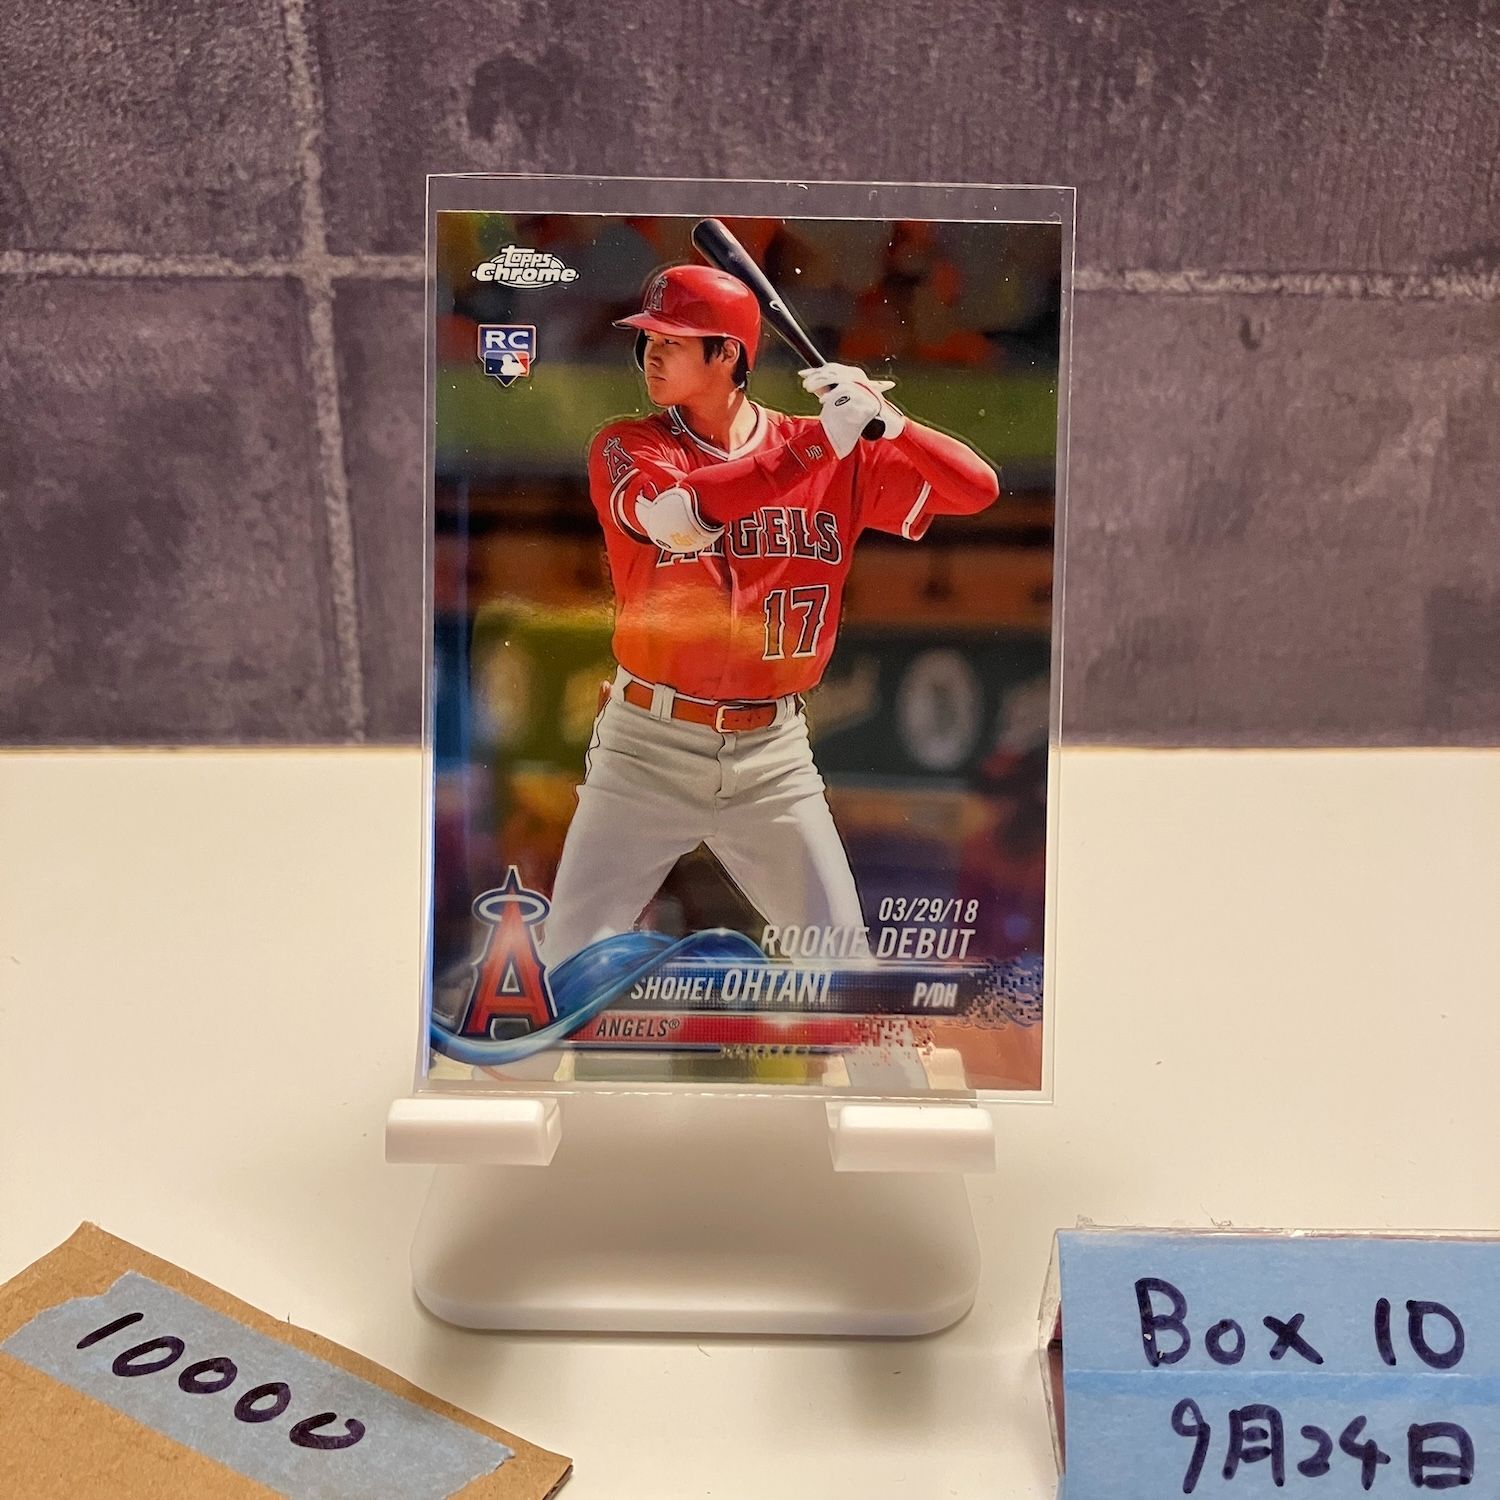 Topps
Chrome
RC
A
A
ANGELS
17
03/29/18
ROOKIE DEBUT
SHOHEI OHTANI P/DH
A
ANGELS®
10000
Box 10
9月24日